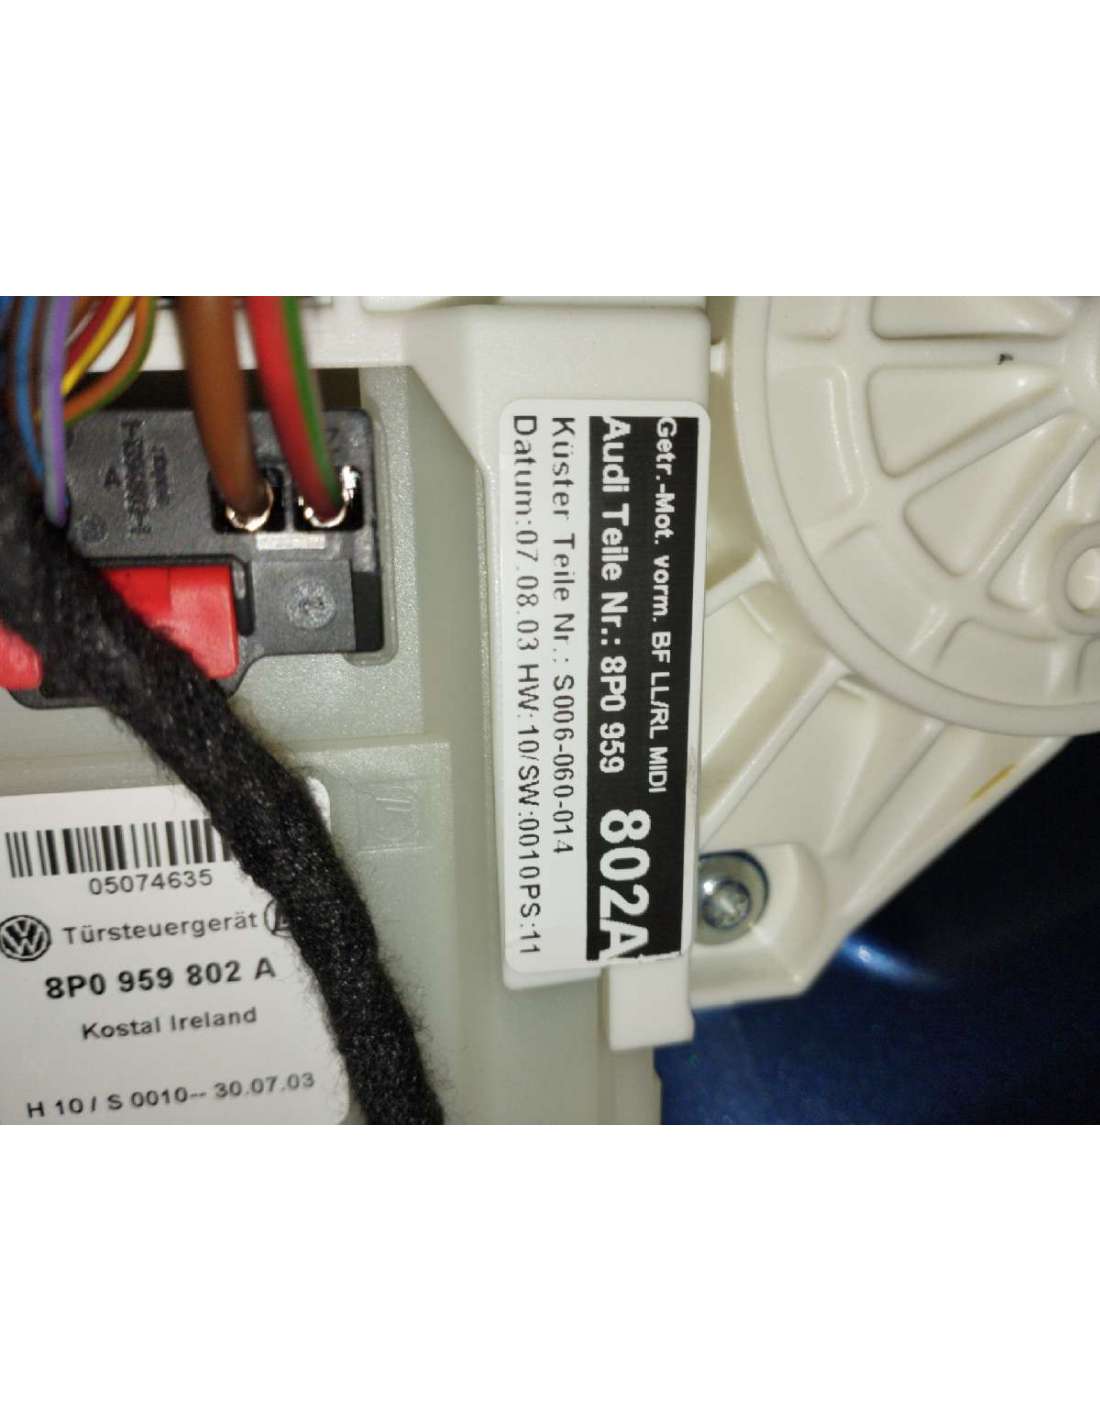 Getr.-Mot. vorm. BF LL/RL MIDI
Audi Teile Nr.: 8P0 959 802A
Küster Teile Nr.: S006-060-014
Datum:07.08.03 HW:10/SW:0010PS:11
05074635
Türsteuergerät
8P0 959 802 A
Kostal Ireland
H 10 / S 0010-- 30.07.03
A